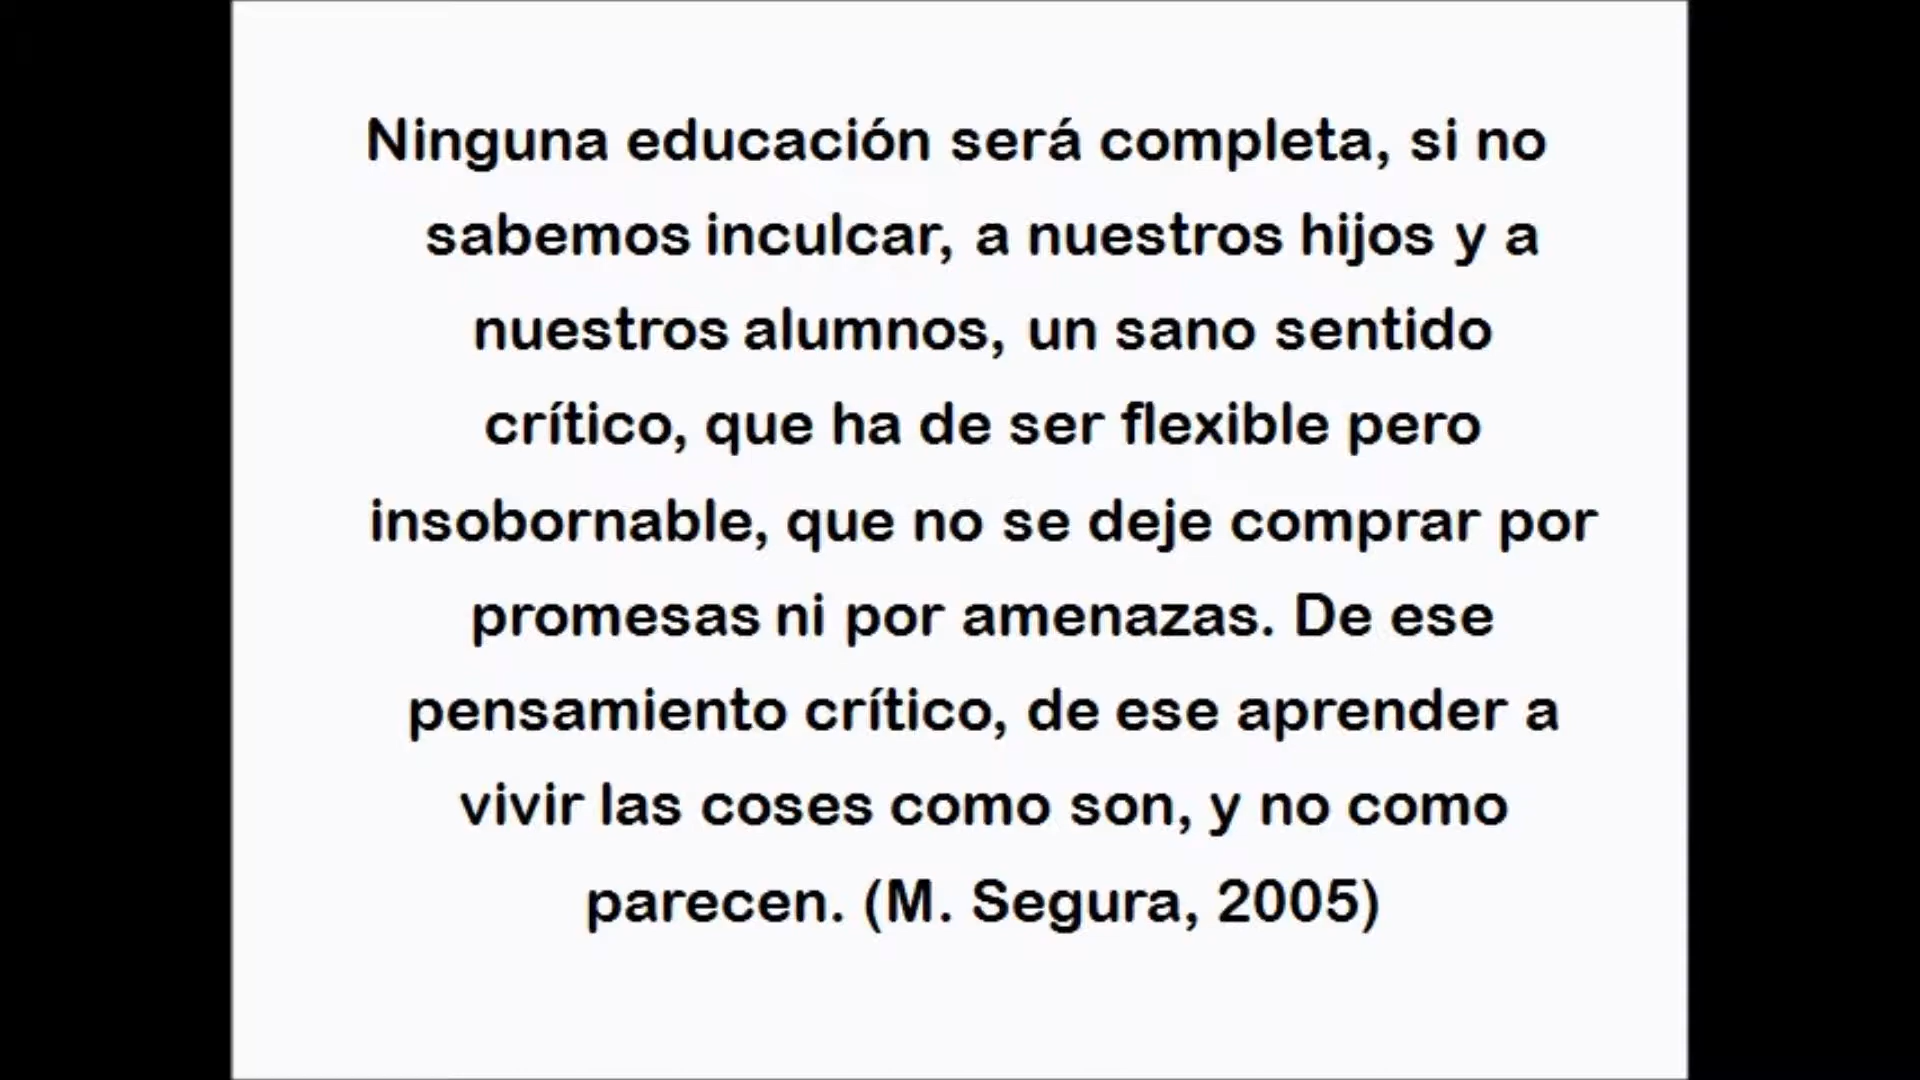 Ninguna educación será completa, si no
sabemos inculcar, a nuestros hijos y a
nuestros alumnos, un sano sentido
crítico, que ha de ser flexible pero
insobornable, que no se deje comprar por
promesas ni por amenazas. De ese
pensamiento crítico, de ese aprender a
vivir las coses como son, y no como
parecen. (M. Segura, 2005)